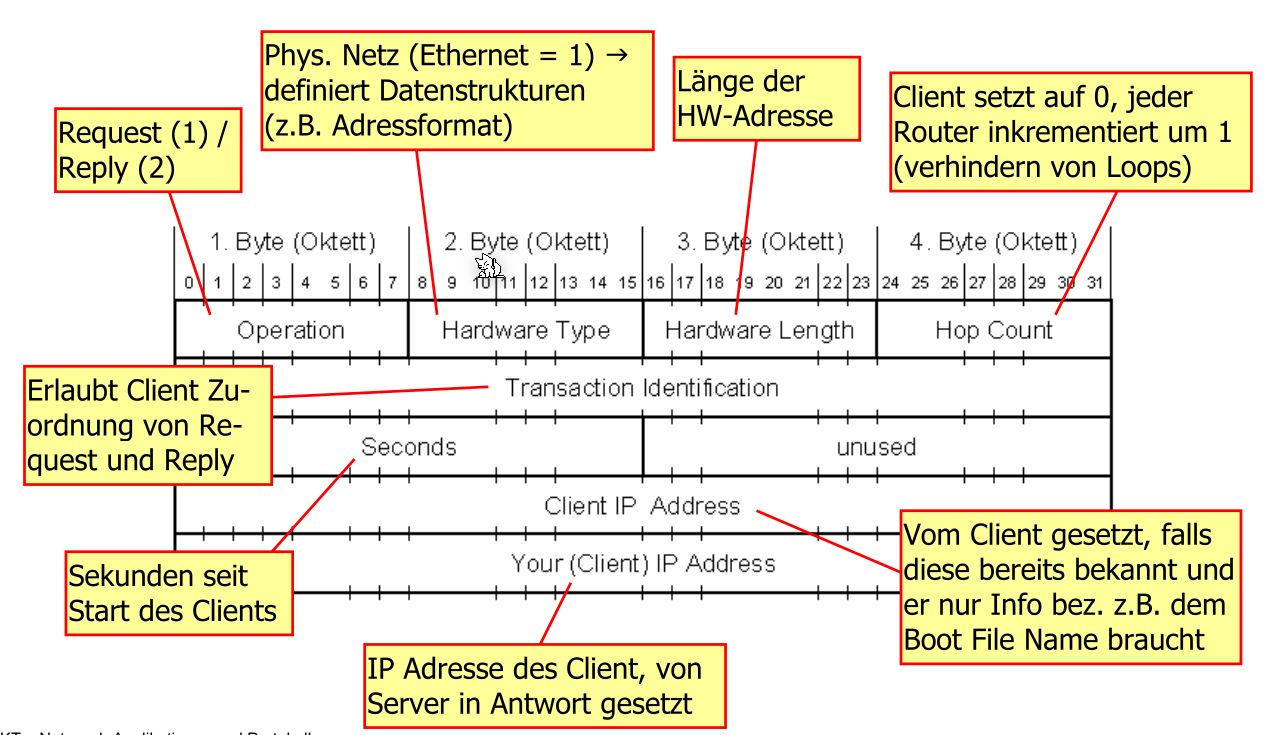 Phys. Netz (Ethernet = 1) →
definiert Datenstrukturen
(z.B. Adressformat)
Länge der
HW-Adresse
Client setzt auf 0, jeder
Router inkrementiert um 1
(verhindern von Loops)
Request (1) /
Reply (2)
1. Byte (Oktett) 2. Byte (Oktett) 3. Byte (Oktett) 4. Byte (Oktett)
0 1 2 3 4 5 6 7 8 9 10 11 12 13 14 15 16 17 18 19 20 21 22 23 24 25 26 27 28 29 30 31
Operation Hardware Type Hardware Length Hop Count
Erlaubt Client Zu-
ordnung von Re-
quest und Reply
Transaction Identification
Seconds unused
Client IP Address
Your (Client) IP Address
Vom Client gesetzt, falls
diese bereits bekannt und
er nur Info bez. z.B. dem
Boot File Name braucht
Sekunden seit
Start des Clients
IP Adresse des Client, von
Server in Antwort gesetzt